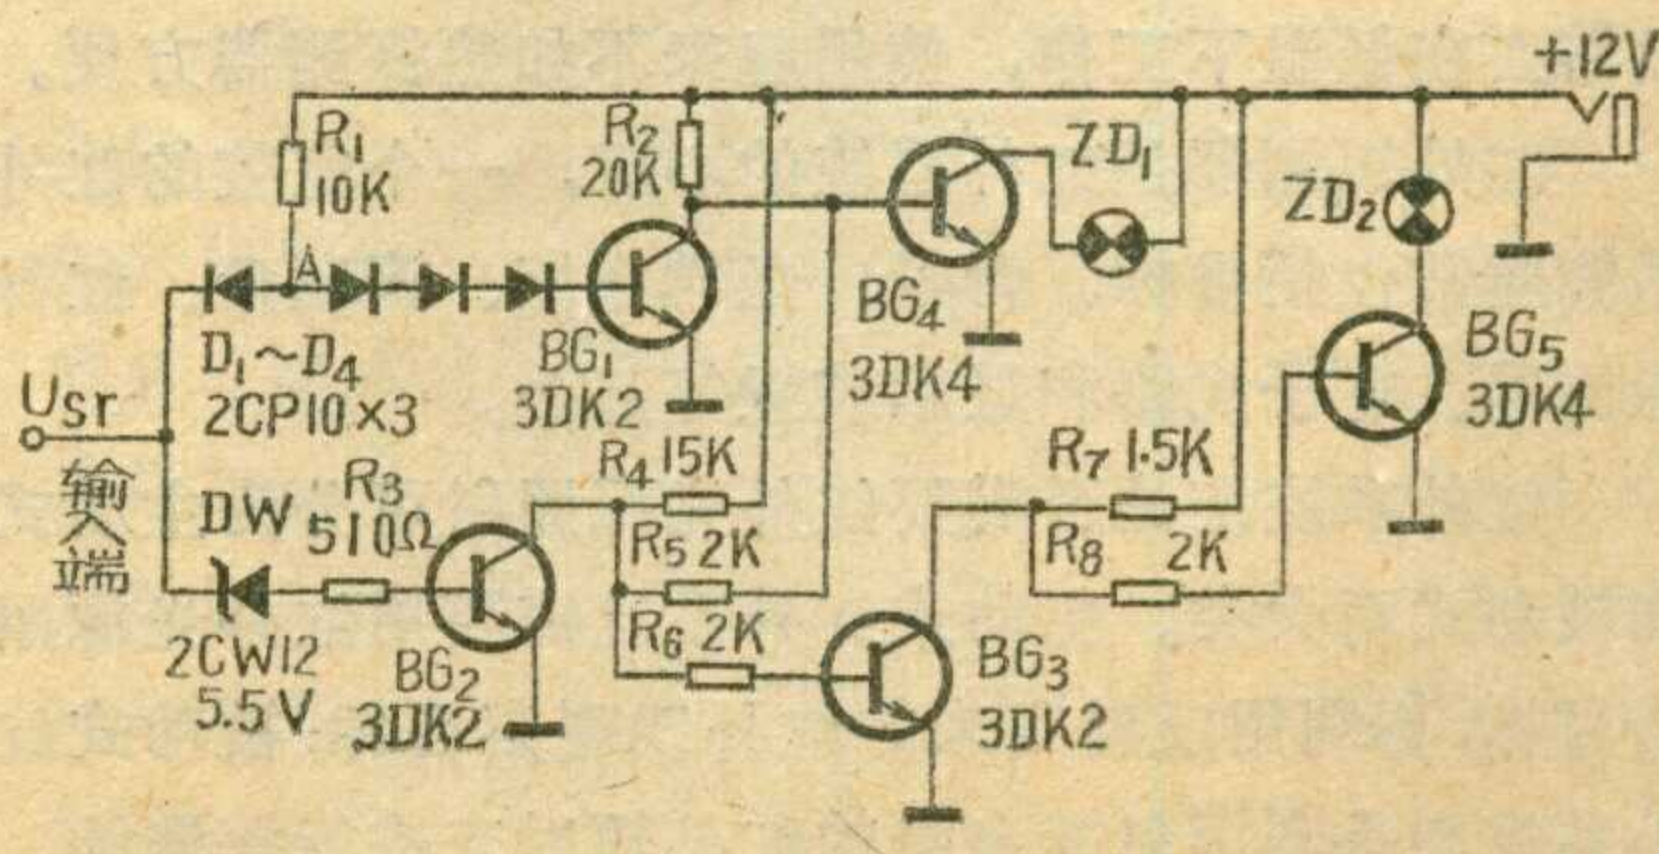 +12V
R₁
10K
R₂
20K
ZD₁
ZD₂
A
D₁~D₄
2CP10×3
BG₁
3DK2
BG₄
3DK4
BG₅
3DK4
Usr
输入端
R₄ 15K
R₇ 1.5K
DW
R₃
510Ω
R₅ 2K
R₈ 2K
R₆ 2K
2CW12
5.5V
BG₂
3DK2
BG₃
3DK2